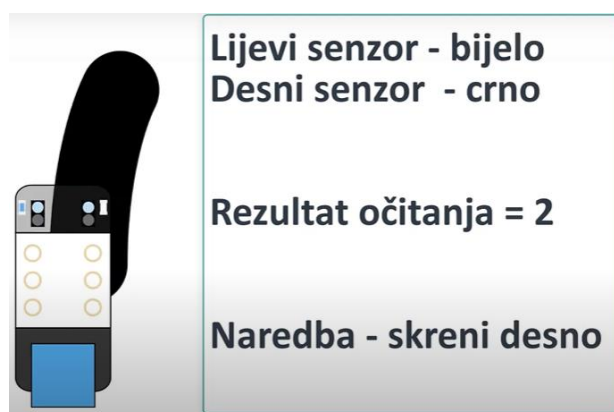 Lijevi senzor - bijelo
Desni senzor - crno
Rezultat očitanja = 2
Naredba - skreni desno